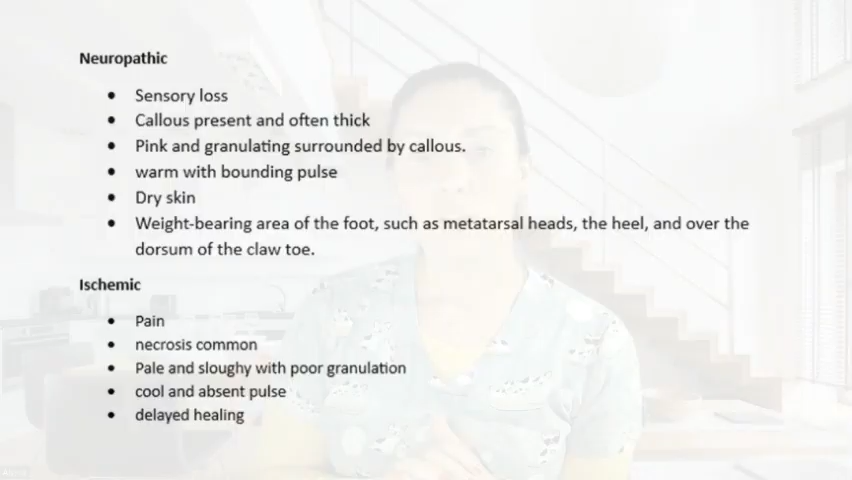 Neuropathic
• Sensory loss
• Callous present and often thick
• Pink and granulating surrounded by callous.
• warm with bounding pulse
• Dry skin
• Weight-bearing area of the foot, such as metatarsal heads, the heel, and over the
dorsum of the claw toe.
Ischemic
• Pain
• necrosis common
• Pale and sloughy with poor granulation
• cool and absent pulse
• delayed healing